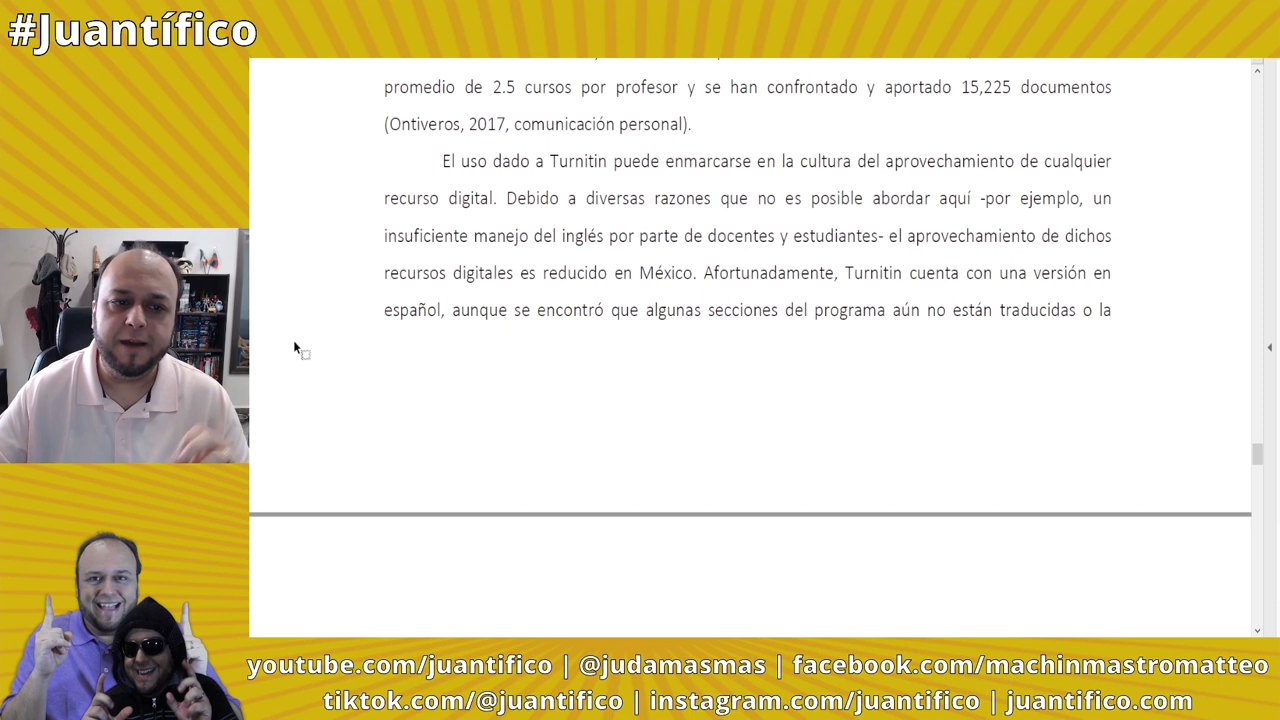 #Juantífico
promedio de 2.5 cursos por profesor y se han confrontado y aportado 15,225 documentos
(Ontiveros, 2017, comunicación personal).
El uso dado a Turnitin puede enmarcarse en la cultura del aprovechamiento de cualquier
recurso digital. Debido a diversas razones que no es posible abordar aquí -por ejemplo, un
insuficiente manejo del inglés por parte de docentes y estudiantes- el aprovechamiento de dichos
recursos digitales es reducido en México. Afortunadamente, Turnitin cuenta con una versión en
español, aunque se encontró que algunas secciones del programa aún no están traducidas o la
youtube.com/juantifico | @judamasmas | facebook.com/machinmastromatteo
tiktok.com/@juantifico | instagram.com/juantifico | juantifico.com